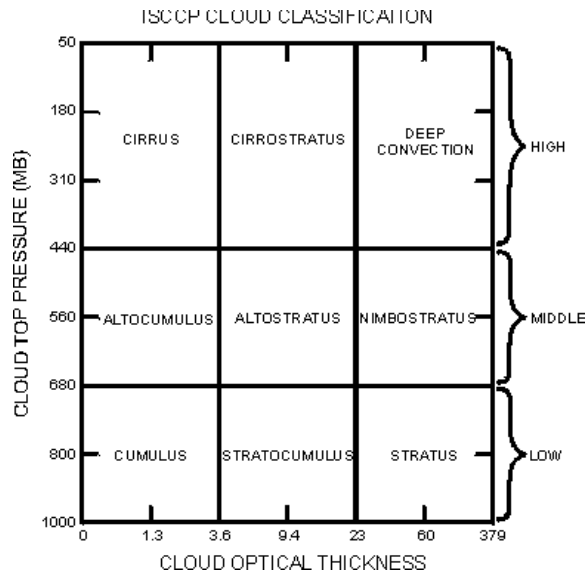 ISCCP CLOUD CLASSIFICATION
50
180
310
440
560
680
800
1000
CLOUD TOP PRESSURE (MB)
CIRRUS
CIRROSTRATUS
DEEP
CONVECTION
HIGH
ALTOCUMULUS
ALTOSTRATUS
NIMBOSTRATUS
MIDDLE
CUMULUS
STRATOCUMULUS
STRATUS
LOW
0 1.3 3.6 9.4 23 60 379
CLOUD OPTICAL THICKNESS